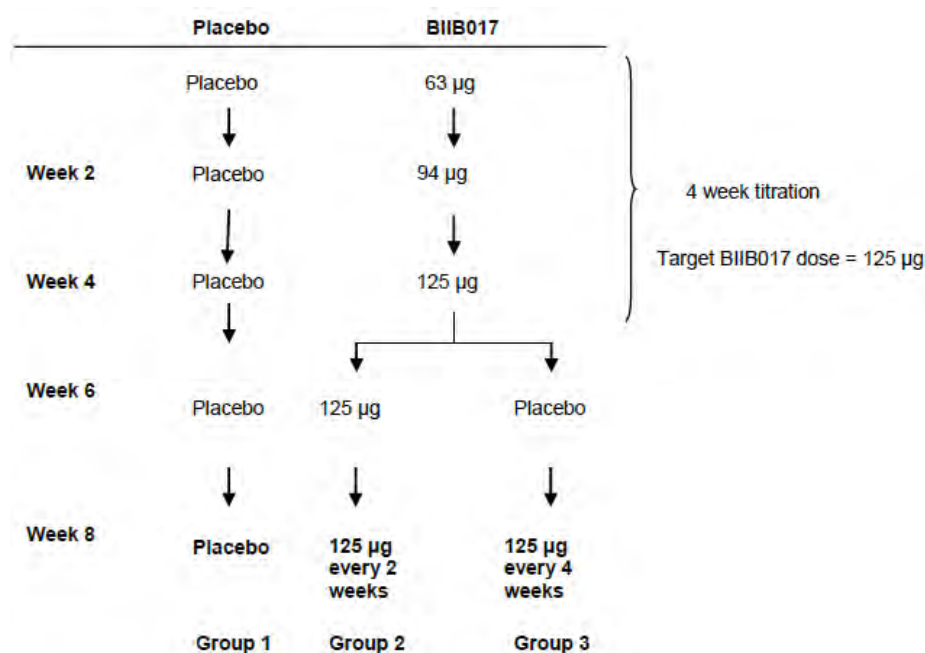 Placebo BIIB017
Placebo 63 µg
Week 2 Placebo 94 µg
4 week titration
Target BIIB017 dose = 125 µg
Week 4 Placebo 125 µg
Week 6 Placebo 125 µg Placebo
Week 8 Placebo 125 µg 125 µg
every 2 every 4
weeks weeks
Group 1 Group 2 Group 3